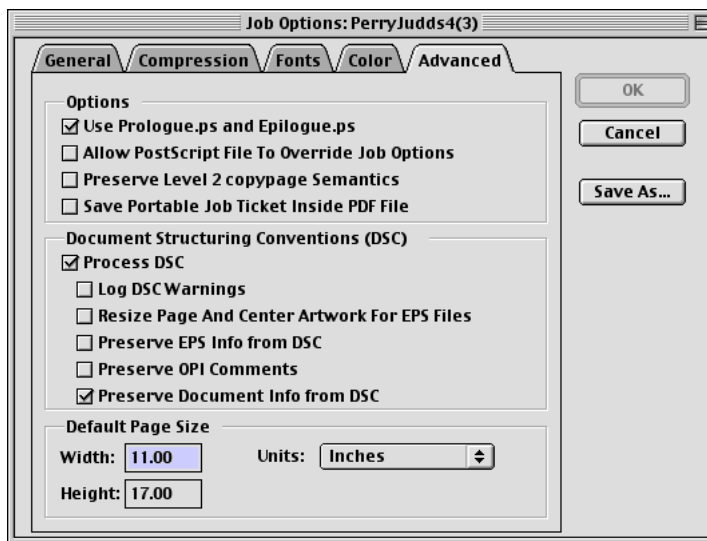 Job Options: PerryJudds4(3)
General Compression Fonts Color Advanced
Options
Use Prologue.ps and Epilogue.ps
Allow PostScript File To Override Job Options
Preserve Level 2 copypage Semantics
Save Portable Job Ticket Inside PDF File
Document Structuring Conventions (DSC)
Process DSC
Log DSC Warnings
Resize Page And Center Artwork For EPS Files
Preserve EPS Info from DSC
Preserve OPI Comments
Preserve Document Info from DSC
Default Page Size
Width: 11.00 Units: Inches
Height: 17.00
OK
Cancel
Save As...